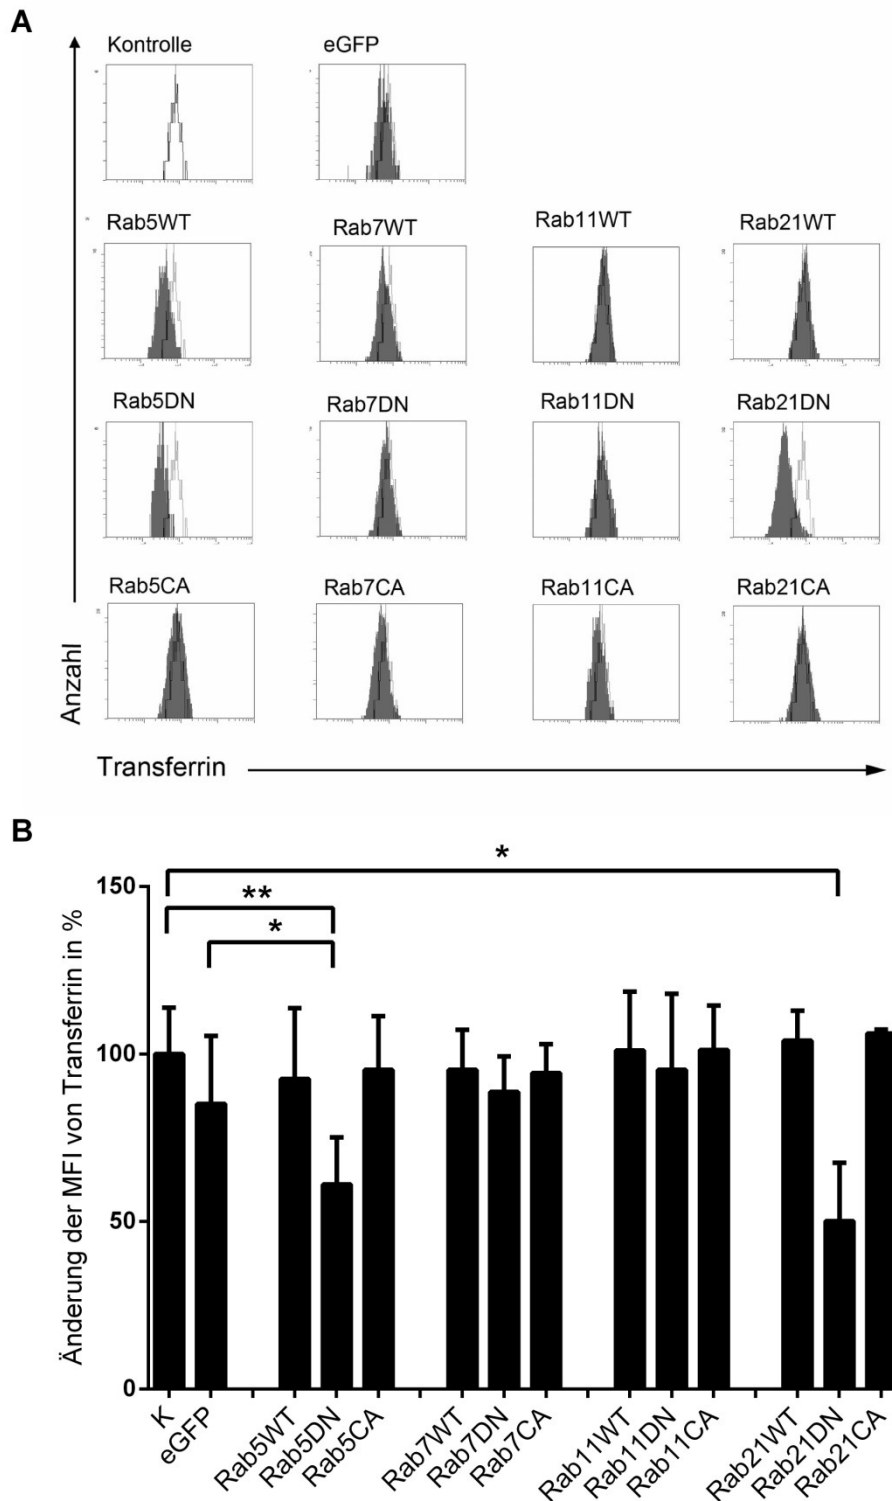 A
Kontrolle eGFP
Rab5WT Rab7WT Rab11WT Rab21WT
Rab5DN Rab7DN Rab11DN Rab21DN
Rab5CA Rab7CA Rab11CA Rab21CA
Anzahl
Transferrin
B
Änderung der MFI von Transferrin in %
*
**
*
150
100
50
0
K eGFP Rab5WT Rab5DN Rab5CA Rab7WT Rab7DN Rab7CA Rab11WT Rab11DN Rab11CA Rab21WT Rab21DN Rab21CA